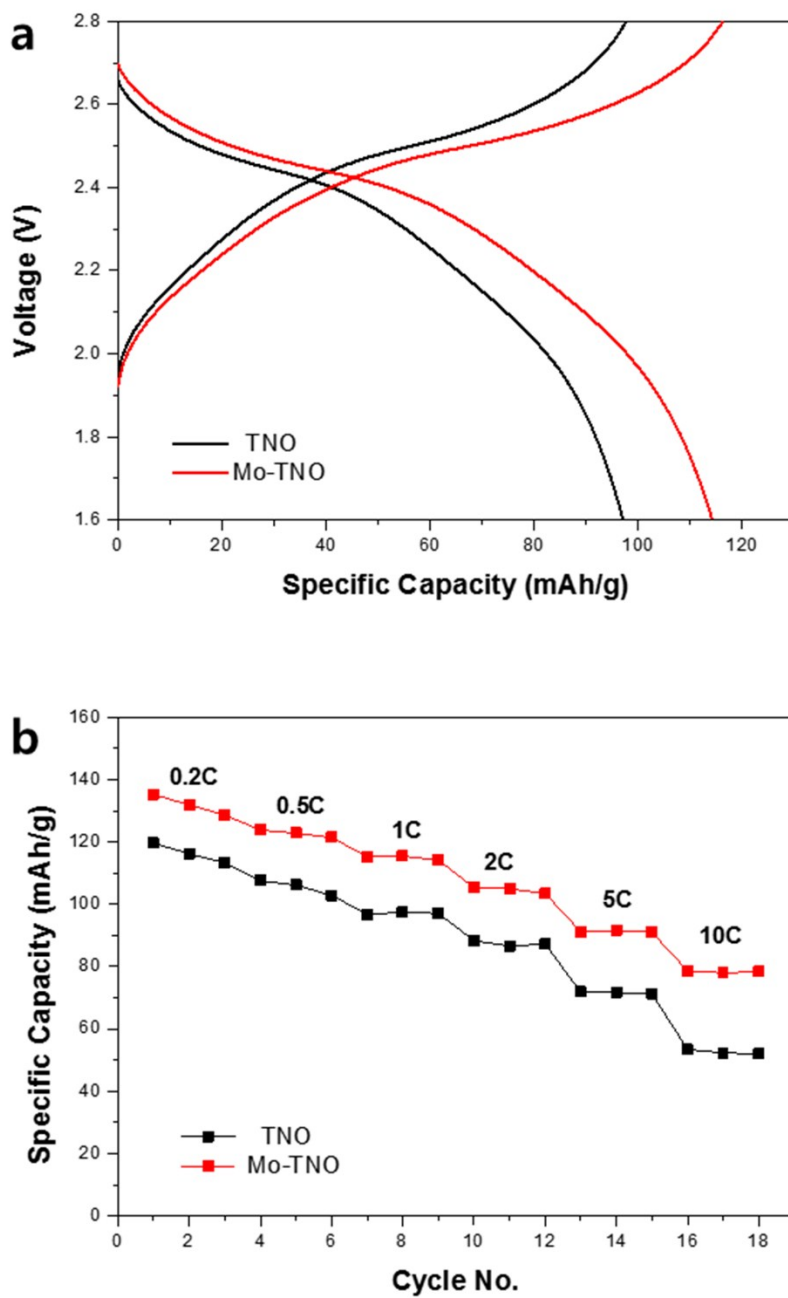 a
2.8
2.6
2.4
2.2
2.0
1.8
1.6
Voltage (V)
TNO
Mo-TNO
0 20 40 60 80 100 120
Specific Capacity (mAh/g)
b
160
140
120
100
80
60
40
20
0
Specific Capacity (mAh/g)
0.2C
0.5C
1C
2C
5C
10C
TNO
Mo-TNO
0 2 4 6 8 10 12 14 16 18
Cycle No.